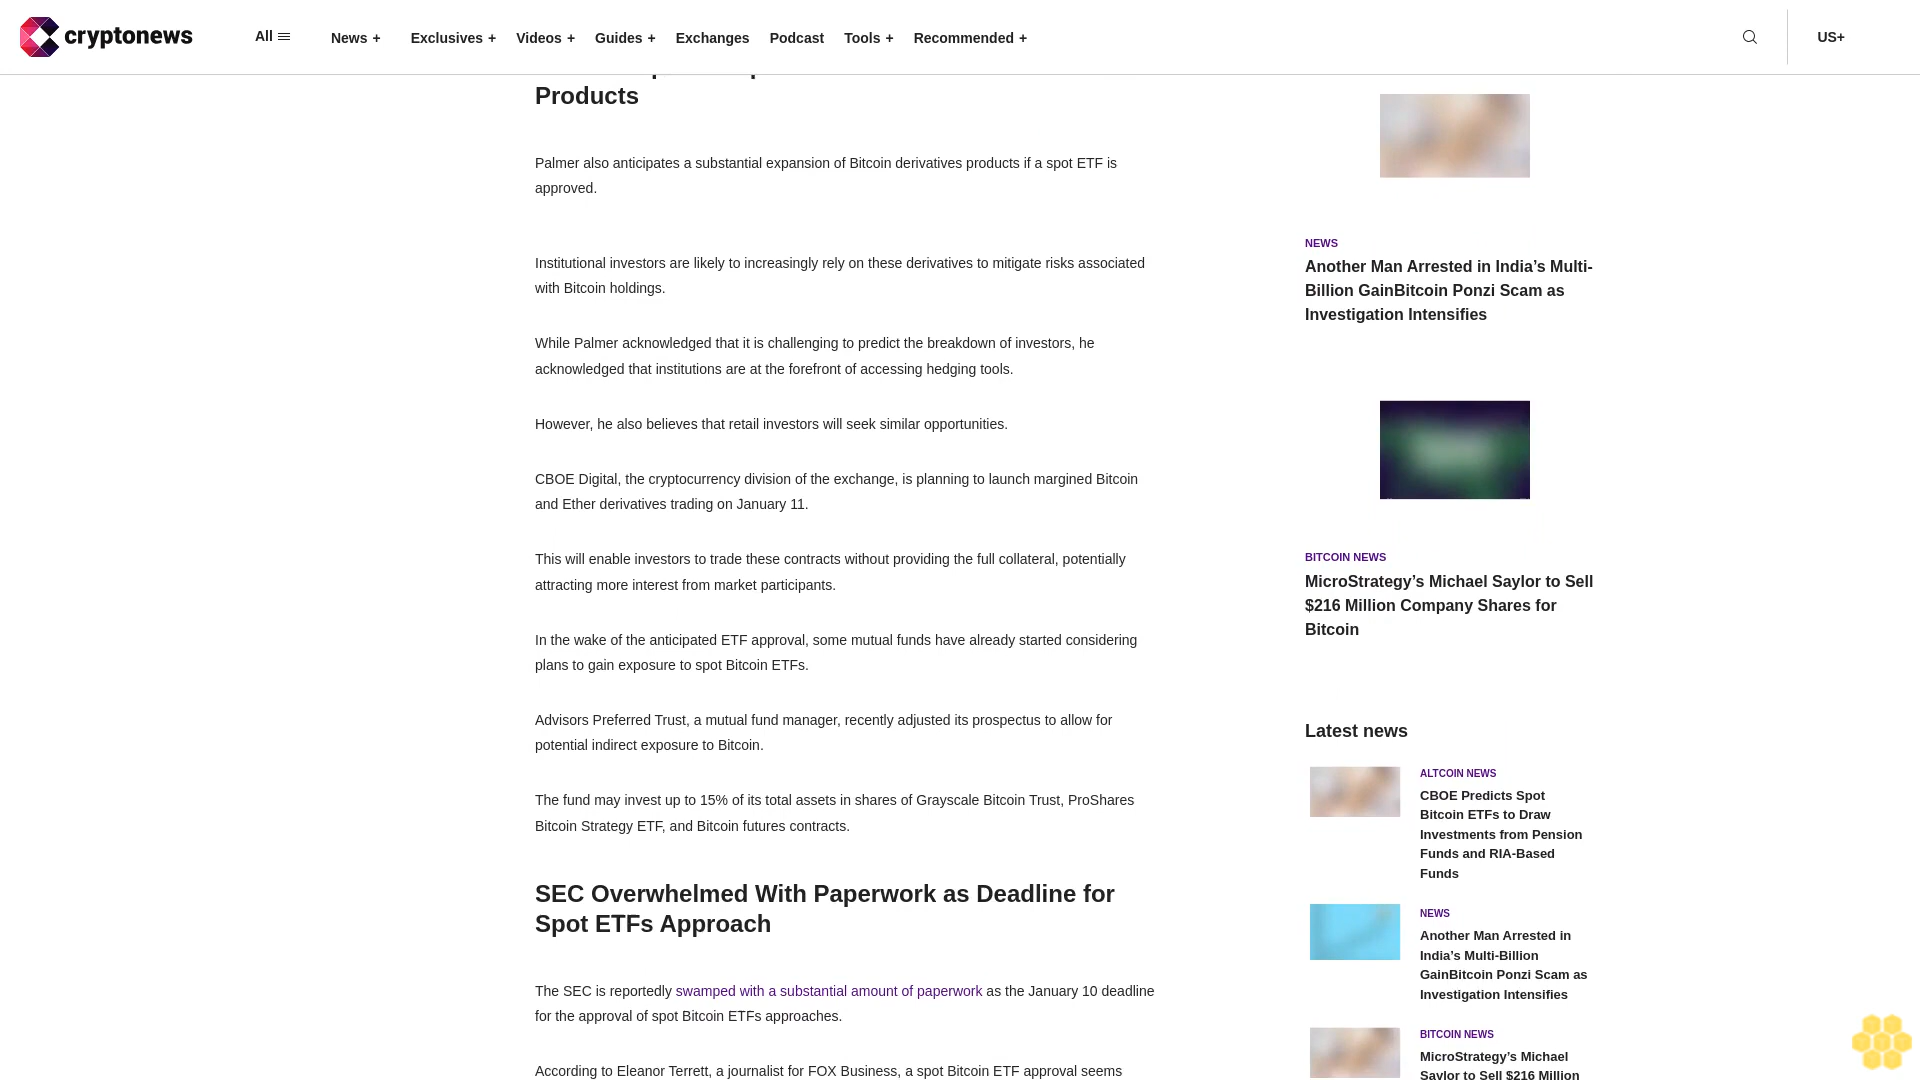 cryptonews
All
News +
Exclusives +
Videos +
Guides +
Exchanges
Podcast
Tools +
Recommended +
US+
Products
Palmer also anticipates a substantial expansion of Bitcoin derivatives products if a spot ETF is
approved.
Institutional investors are likely to increasingly rely on these derivatives to mitigate risks associated
with Bitcoin holdings.
While Palmer acknowledged that it is challenging to predict the breakdown of investors, he
acknowledged that institutions are at the forefront of accessing hedging tools.
However, he also believes that retail investors will seek similar opportunities.
CBOE Digital, the cryptocurrency division of the exchange, is planning to launch margined Bitcoin
and Ether derivatives trading on January 11.
This will enable investors to trade these contracts without providing the full collateral, potentially
attracting more interest from market participants.
In the wake of the anticipated ETF approval, some mutual funds have already started considering
plans to gain exposure to spot Bitcoin ETFs.
Advisors Preferred Trust, a mutual fund manager, recently adjusted its prospectus to allow for
potential indirect exposure to Bitcoin.
The fund may invest up to 15% of its total assets in shares of Grayscale Bitcoin Trust, ProShares
Bitcoin Strategy ETF, and Bitcoin futures contracts.
SEC Overwhelmed With Paperwork as Deadline for
Spot ETFs Approach
The SEC is reportedly swamped with a substantial amount of paperwork as the January 10 deadline
for the approval of spot Bitcoin ETFs approaches.
According to Eleanor Terrett, a journalist for FOX Business, a spot Bitcoin ETF approval seems
NEWS
Another Man Arrested in India’s Multi-
Billion GainBitcoin Ponzi Scam as
Investigation Intensifies
BITCOIN NEWS
MicroStrategy’s Michael Saylor to Sell
$216 Million Company Shares for
Bitcoin
Latest news
ALTCOIN NEWS
CBOE Predicts Spot
Bitcoin ETFs to Draw
Investments from Pension
Funds and RIA-Based
Funds
NEWS
Another Man Arrested in
India’s Multi-Billion
GainBitcoin Ponzi Scam as
Investigation Intensifies
BITCOIN NEWS
MicroStrategy’s Michael
Saylor to Sell $216 Million